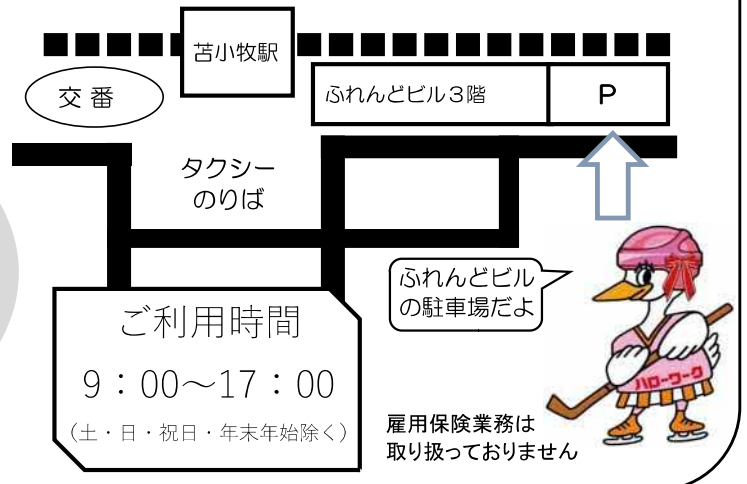 苫小牧駅
交番
ふれんどビル3階
P
タクシー
のりば
ふれんどビル
の駐車場だよ
ハローワーク
ご利用時間
9:00~17:00
(土・日・祝日・年末年始除く)
雇用保険業務は
取り扱っておりません